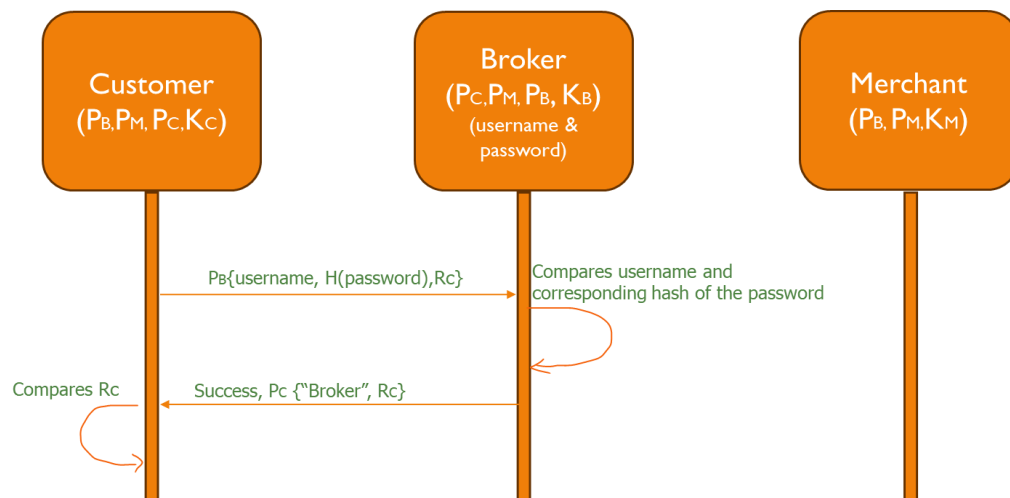 Customer
(PB,PM, PC,KC)
Broker
(PC,PM, PB, KB)
(username &
password)
Merchant
(PB, PM,KM)
PB{username, H(password),Rc}
Compares username and
corresponding hash of the password
Compares Rc
Success, Pc {“Broker”, Rc}